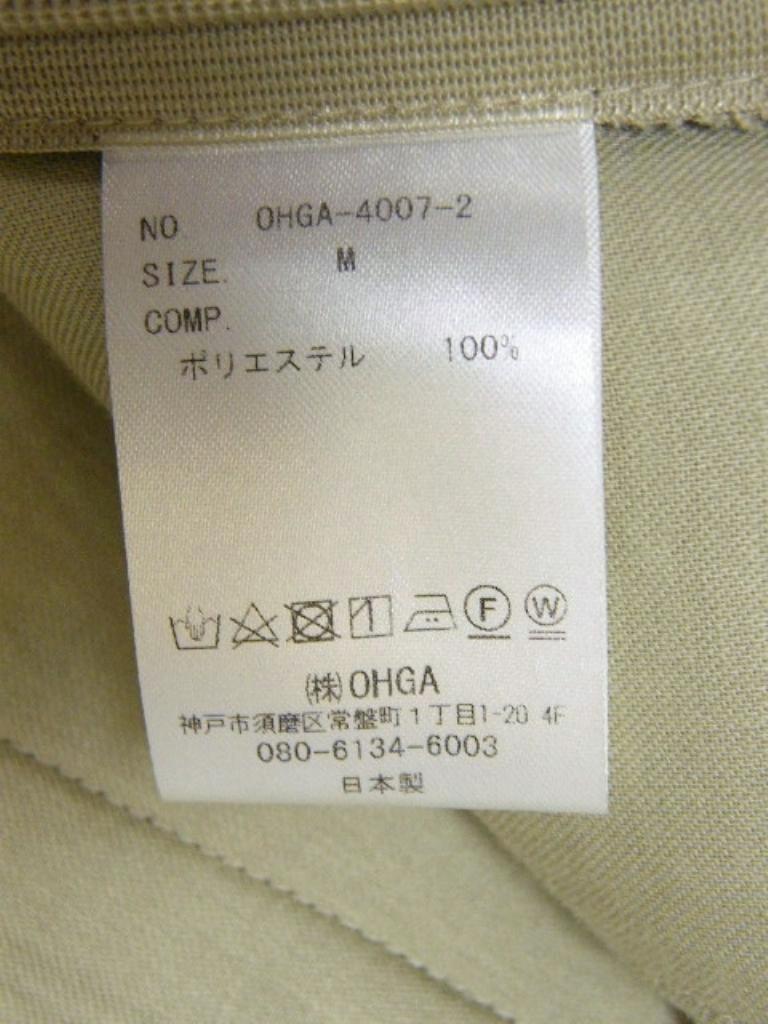 NO. OHGA-4007-2
SIZE. M
COMP.
ポリエステル 100%
F W
(株)OHGA
神戸市須磨区常盤町1丁目1-20 4F
080-6134-6003
日本製